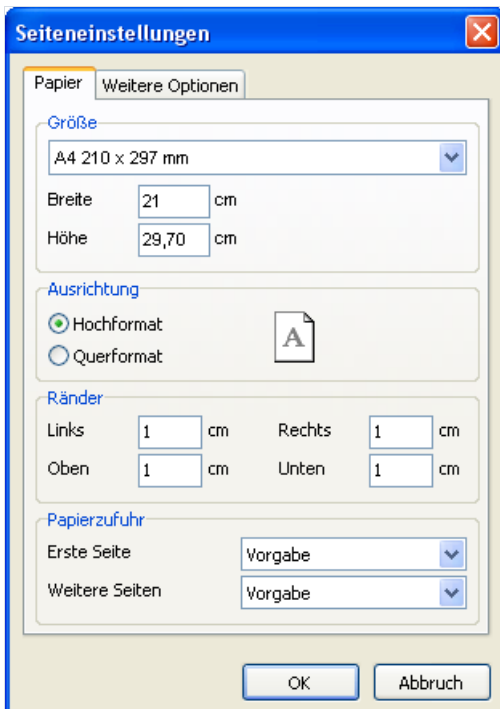 Seiteneinstellungen
Papier Weitere Optionen
Größe
A4 210 x 297 mm
Breite 21 cm
Höhe 29,70 cm
Ausrichtung
Hochformat
A
Querformat
Ränder
Links 1 cm Rechts 1 cm
Oben 1 cm Unten 1 cm
Papierzufuhr
Erste Seite Vorgabe
Weitere Seiten Vorgabe
OK Abbruch